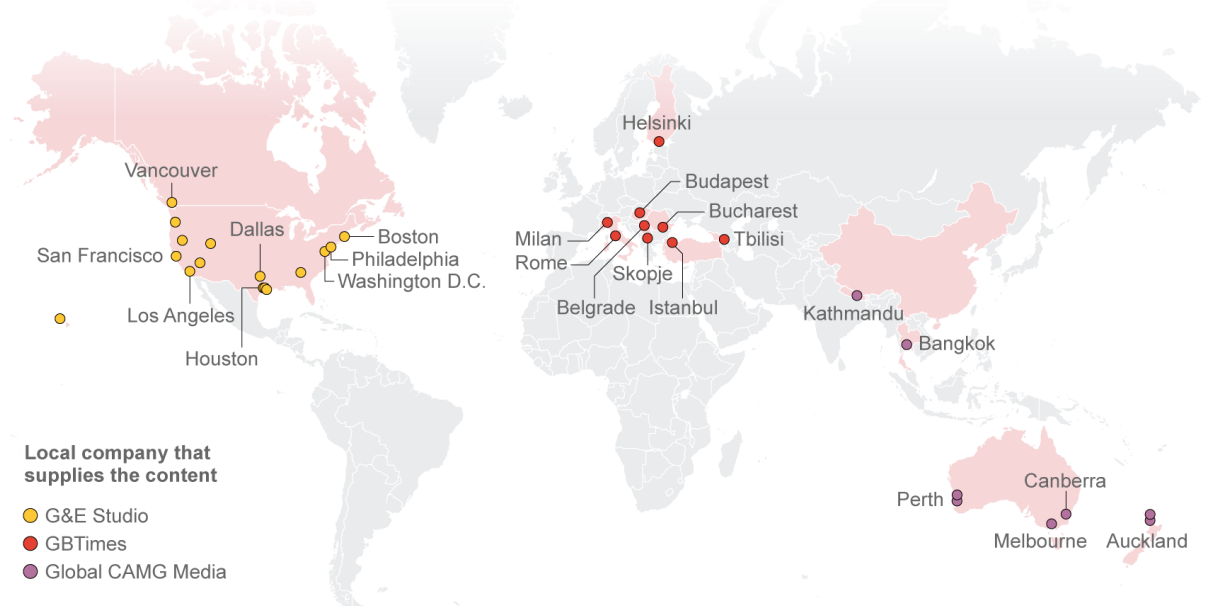 Helsinki
Vancouver
Budapest
Bucharest
Dallas
Boston
Milan
Tbilisi
San Francisco
Philadelphia
Rome
Skopje
Washington D.C.
Belgrade
Istanbul
Kathmandu
Los Angeles
Bangkok
Houston
Local company that
supplies the content
Canberra
Perth
G&E Studio
Melbourne
Auckland
GBTimes
Global CAMG Media